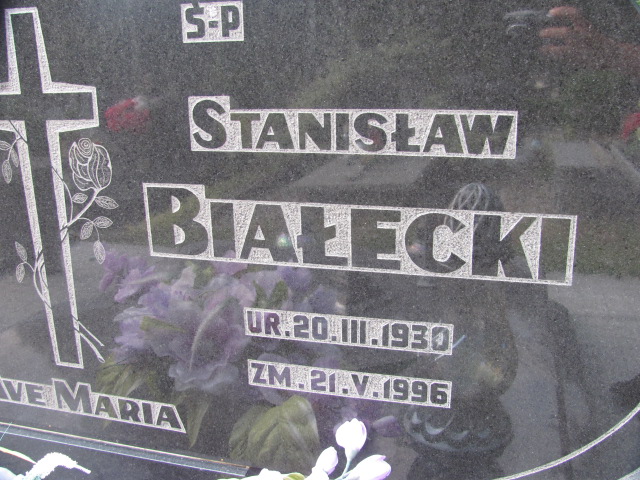 Ś-P
STANISŁAW
BIAŁECKI
UR.20.III.1930
ZM.21.V.1996
AVE MARIA